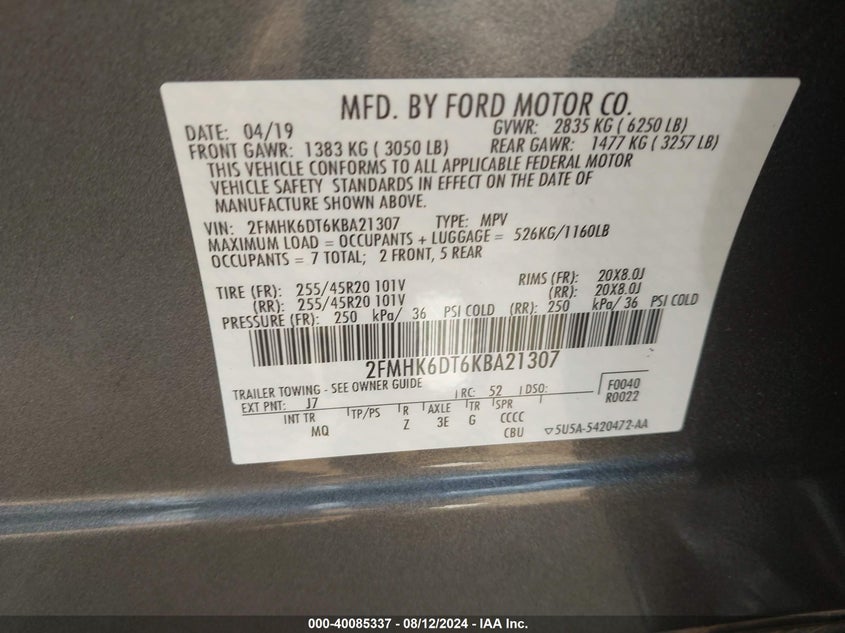 MFD. BY FORD MOTOR CO.
DATE: 04/19 GVWR: 2835 KG ( 6250 LB)
FRONT GAWR: 1383 KG ( 3050 LB) REAR GAWR: 1477 KG ( 3257 LB)
THIS VEHICLE CONFORMS TO ALL APPLICABLE FEDERAL MOTOR
VEHICLE SAFETY STANDARDS IN EFFECT ON THE DATE OF
MANUFACTURE SHOWN ABOVE.
VIN: 2FMHK6DT6KBA21307 TYPE: MPV
MAXIMUM LOAD = OCCUPANTS + LUGGAGE = 526KG/1160LB
OCCUPANTS = 7 TOTAL; 2 FRONT, 5 REAR
TIRE (FR): 255/45R20 101V RIMS (FR): 20X8.0J
(RR): 255/45R20 101V (RR): 20X8.0J
PRESSURE (FR): 250 kPa/ 36 PSI COLD (RR): 250 kPa/ 36 PSI COLD
2FMHK6DT6KBA21307
TRAILER TOWING - SEE OWNER GUIDE
EXT PNT: J7 RC: 52 DSO: F0040
INT TR TP/PS R AXLE TR SPR R0022
MQ Z 3E G CCCC
CBU ▽5U5A-5420472-AA
000-40085337 - 08/12/2024 - IAA Inc.